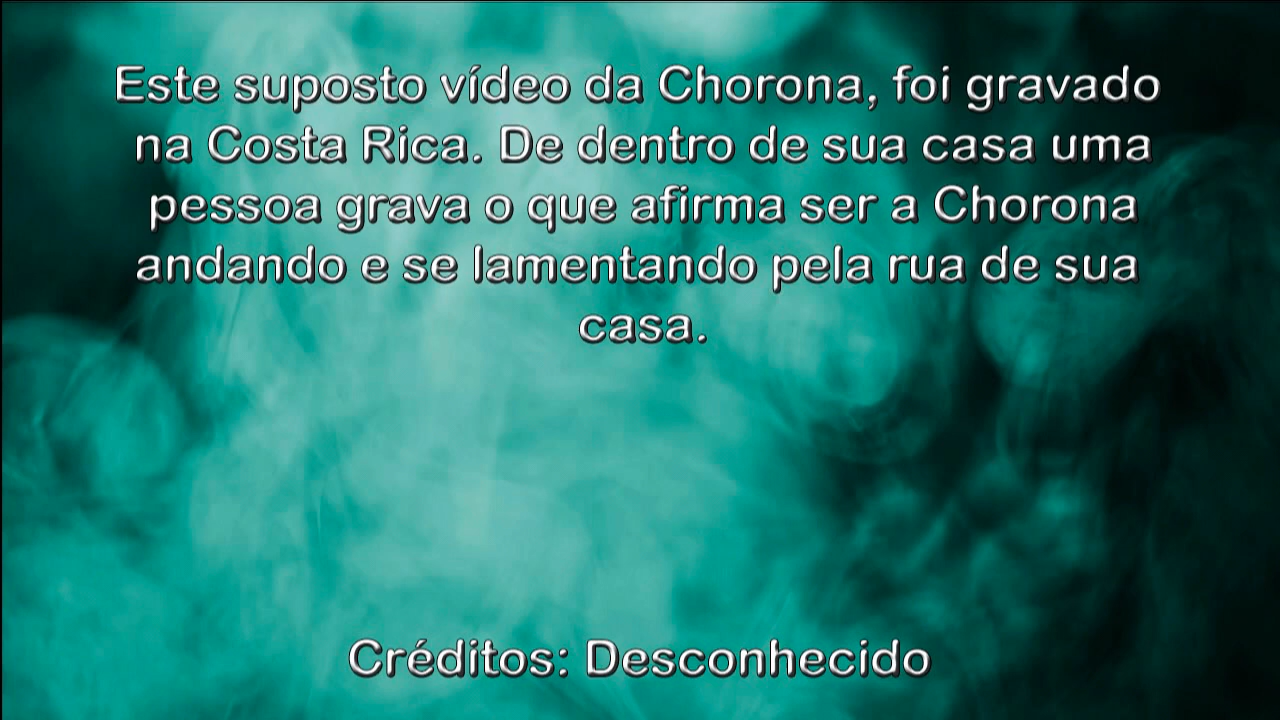 Este suposto vídeo da Chorona, foi gravado
na Costa Rica. De dentro de sua casa uma
pessoa grava o que afirma ser a Chorona
andando e se lamentando pela rua de sua
casa.
Créditos: Desconhecido